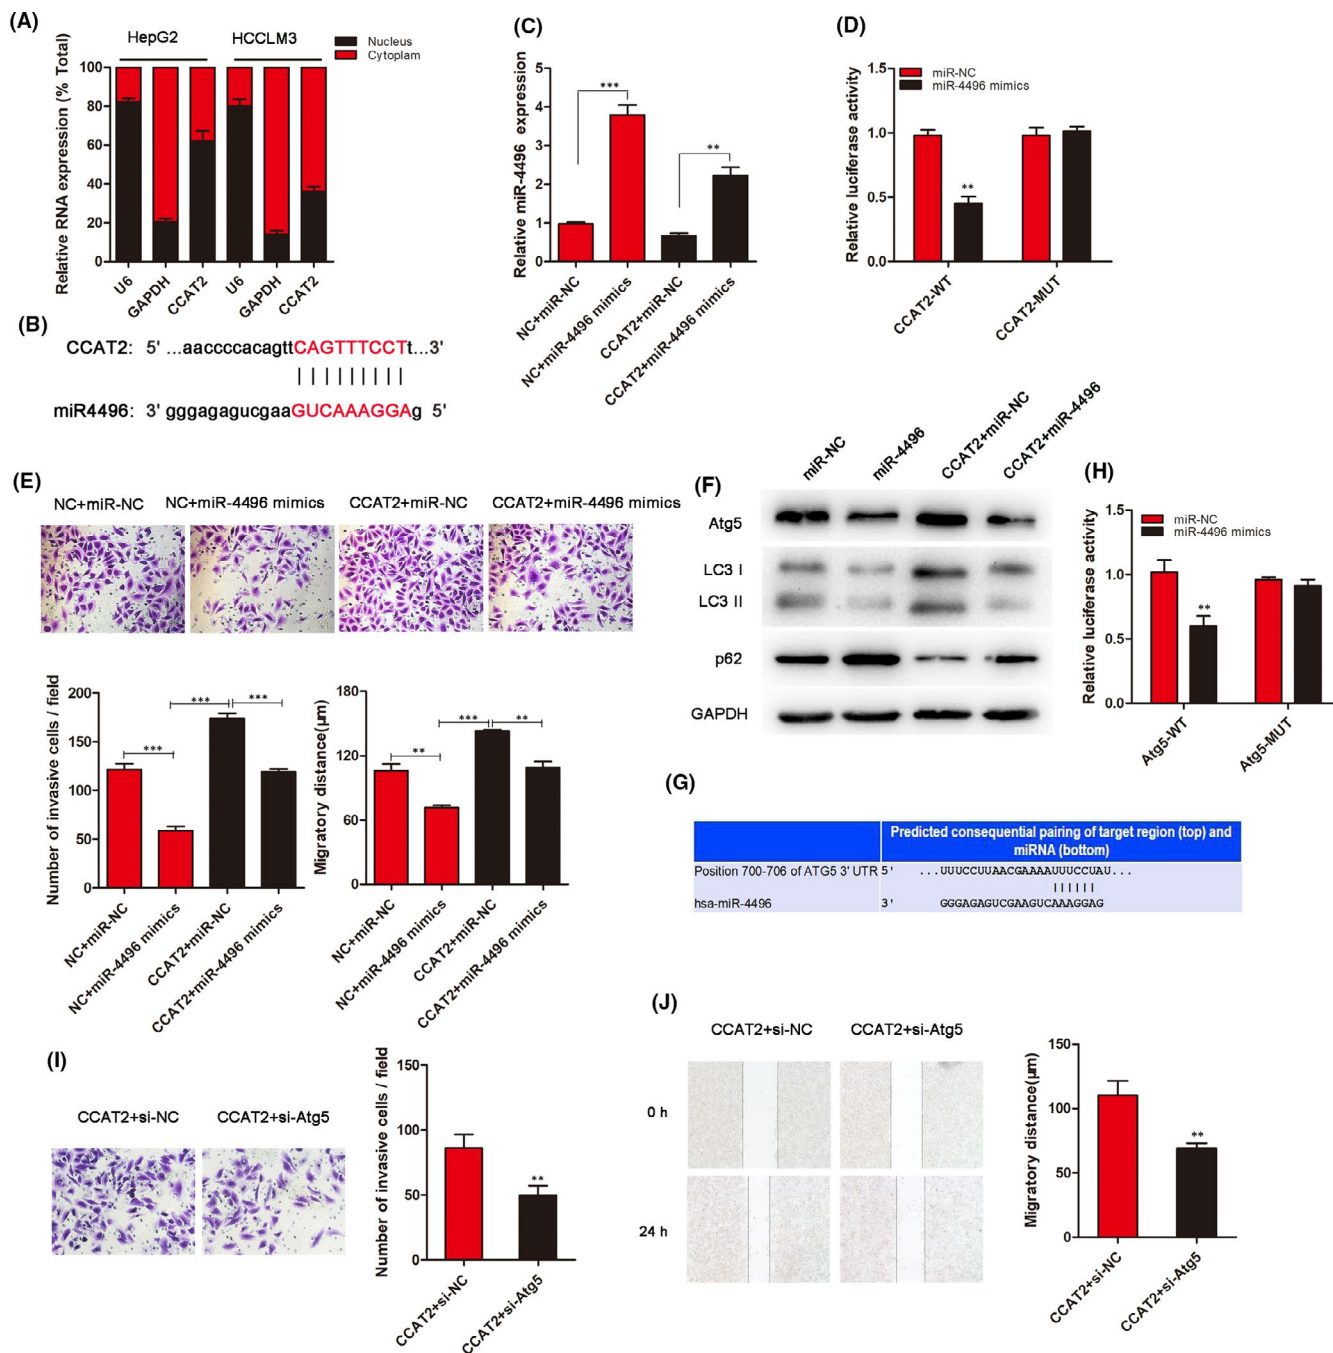 (A)
HepG2 HCCLM3
Nucleus
Cytoplam
Relative RNA expression (% Total)
100
80
60
40
20
0
U6 GAPDH CCAT2 U6 GAPDH CCAT2
(B)
CCAT2: 5' ...aaccccacagttCAGTTTCCTt...3'
miR4496: 3' gggagagucgaaGUCAAAGGAg 5'
(C)
Relative miR-4496 expression
5
4
3
2
1
0
***
**
NC+miR-NC
NC+miR-4496 mimics
CCAT2+miR-NC
CCAT2+miR-4496 mimics
(D)
miR-NC
miR-4496 mimics
Relative luciferase activity
1.5
1.0
0.5
0.0
**
CCAT2-WT
CCAT2-MUT
(E)
NC+miR-NC NC+miR-4496 mimics CCAT2+miR-NC CCAT2+miR-4496 mimics
Number of invasive cells / field
200
150
100
50
0
*** *** ***
NC+miR-NC
NC+miR-4496 mimics
CCAT2+miR-NC
CCAT2+miR-4496 mimics
Migratory distance(μm)
180
120
60
0
** *** **
NC+miR-NC
NC+miR-4496 mimics
CCAT2+miR-NC
CCAT2+miR-4496 mimics
(F)
miR-NC miR-4496 CCAT2+miR-NC CCAT2+miR-4496
Atg5
LC3 I
LC3 II
p62
GAPDH
(H)
miR-NC
miR-4496 mimics
Relative luciferase activity
1.5
1.0
0.5
0.0
**
Atg5-WT
Atg5-MUT
(G)
Predicted consequential pairing of target region (top) and
miRNA (bottom)
Position 700-706 of ATG5 3' UTR 5' ...UUUCCUUAACGAAAAUUUCCUAU...
hsa-miR-4496 3' GGGAGAGUCGAAGUCAAAGGAG
(I)
CCAT2+si-NC CCAT2+si-Atg5
Number of invasive cells / field
150
100
50
0
**
CCAT2+si-NC
CCAT2+si-Atg5
(J)
CCAT2+si-NC CCAT2+si-Atg5
0 h
24 h
Migratory distance(μm)
150
100
50
0
**
CCAT2+si-NC
CCAT2+si-Atg5